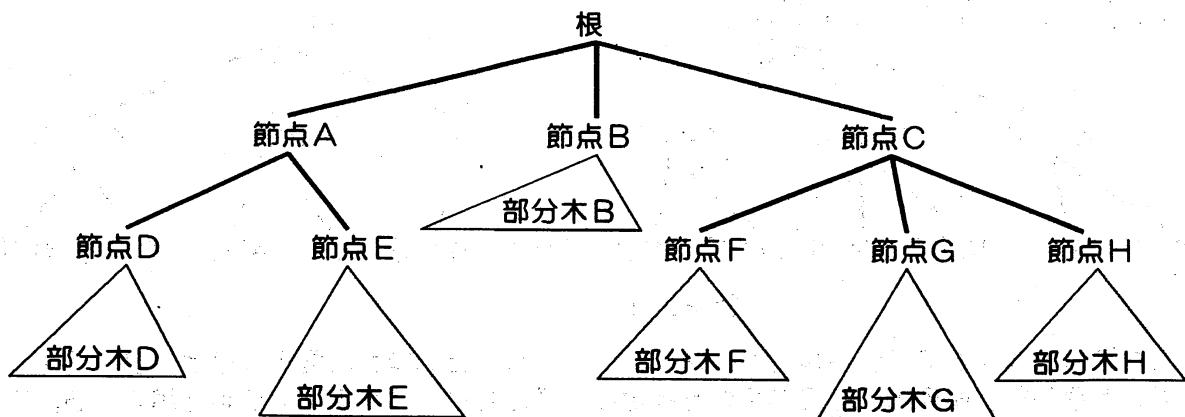 根
節点A 節点B 節点C
部分木B
節点D 節点E 節点F 節点G 節点H
部分木D 部分木F 部分木H
部分木E 部分木G